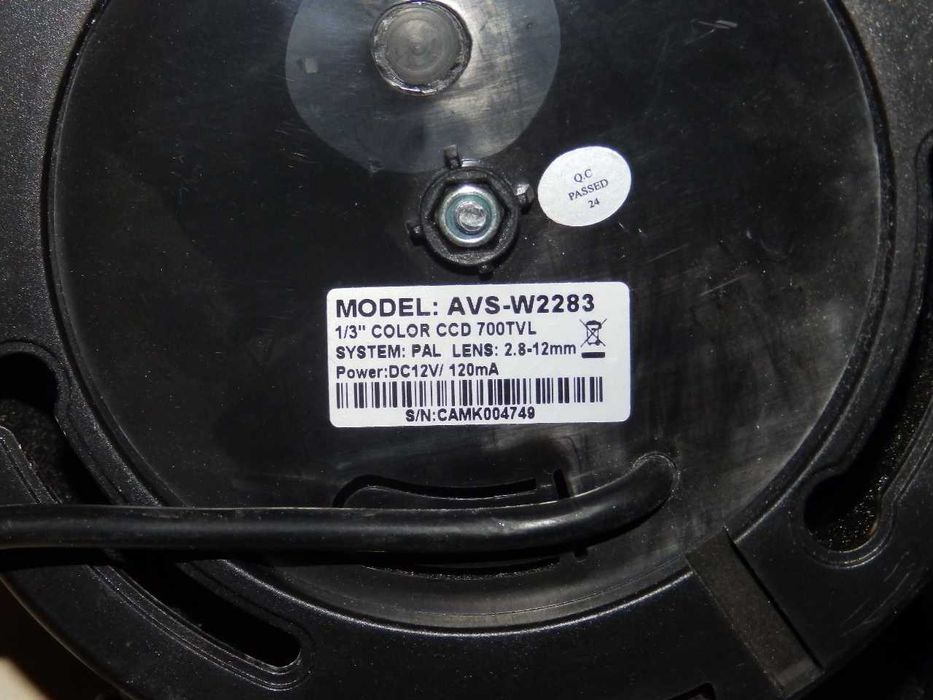 Q.C
PASSED
24
MODEL: AVS-W2283
1/3" COLOR CCD 700TVL
SYSTEM: PAL LENS: 2.8-12mm
Power:DC12V/ 120mA
S/N:CAMK004749